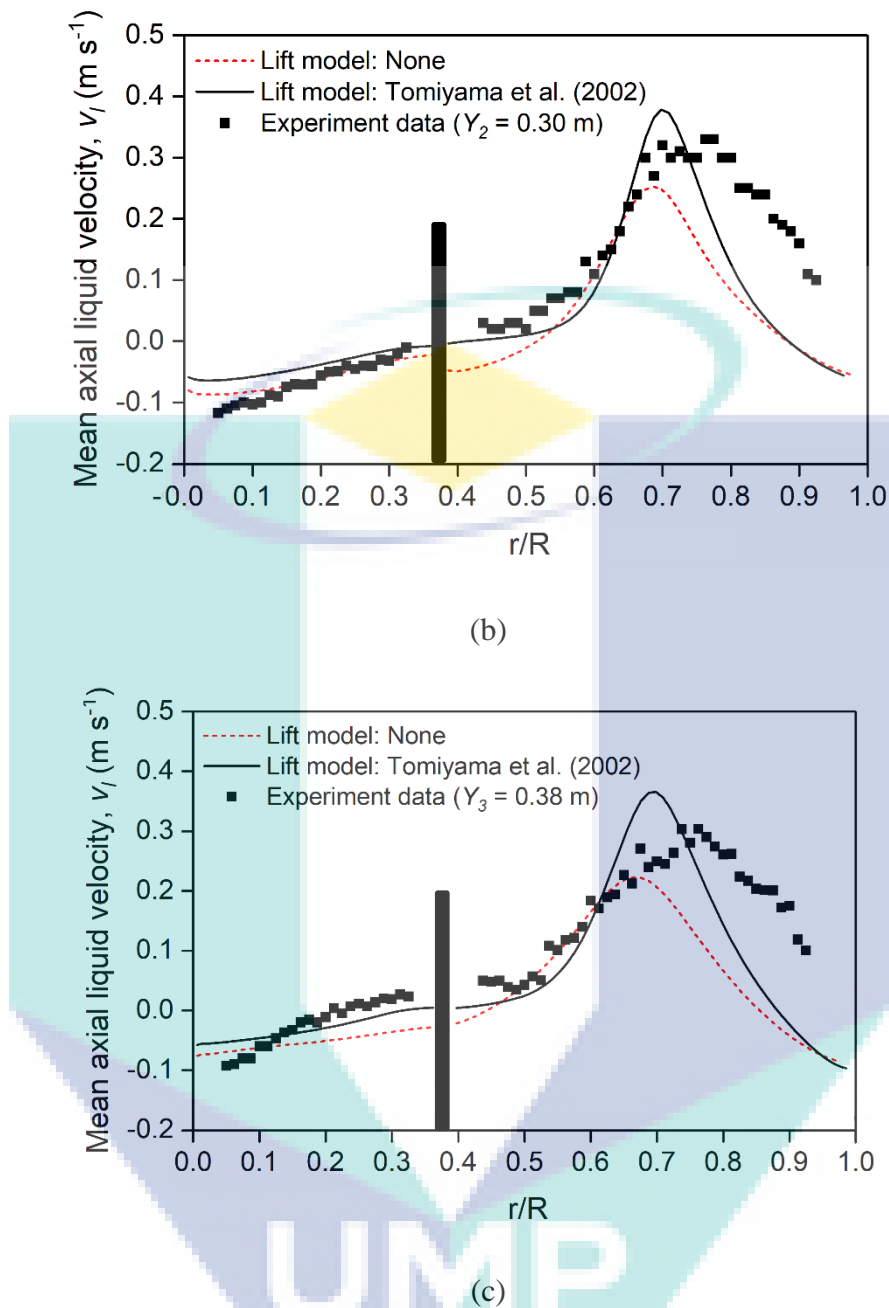 0.5
0.4
0.3
0.2
0.1
0.0
-0.1
-0.2
Mean axial liquid velocity, v_l (m s⁻¹)
Lift model: None
Lift model: Tomiyama et al. (2002)
Experiment data (Y₂ = 0.30 m)
-0.0 0.1 0.2 0.3 0.4 0.5 0.6 0.7 0.8 0.9 1.0
r/R
(b)
0.5
0.4
0.3
0.2
0.1
0.0
-0.1
-0.2
Mean axial liquid velocity, v_l (m s⁻¹)
Lift model: None
Lift model: Tomiyama et al. (2002)
Experiment data (Y₃ = 0.38 m)
0.0 0.1 0.2 0.3 0.4 0.5 0.6 0.7 0.8 0.9 1.0
r/R
UMP
(c)